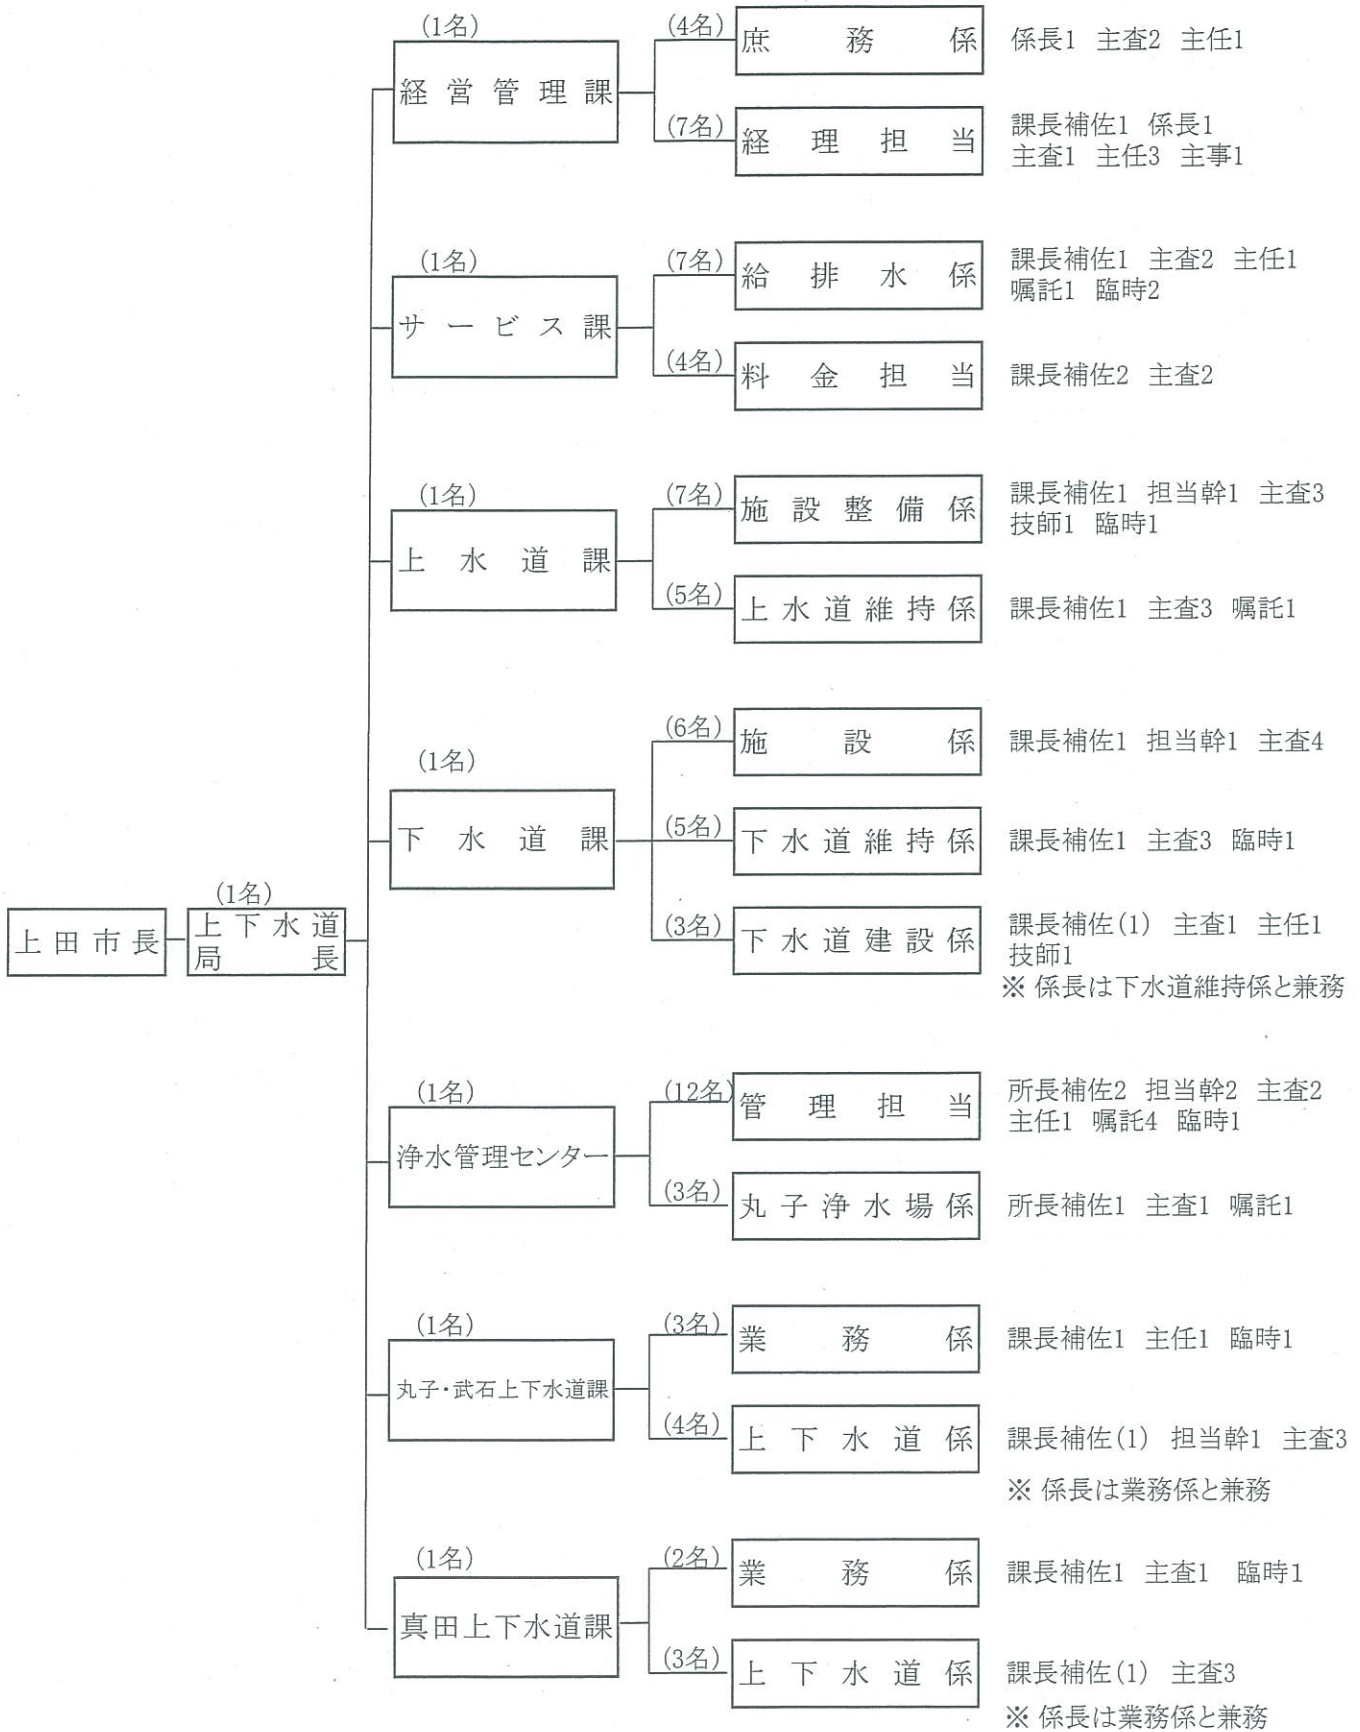 上田市長
(1名)
上下水道
局長
(1名)
経営管理課
(4名)
庶務係
係長1 主査2 主任1
(7名)
経理担当
課長補佐1 係長1
主査1 主任3 主事1
(1名)
サービス課
(7名)
給排水係
課長補佐1 主査2 主任1
嘱託1 臨時2
(4名)
料金担当
課長補佐2 主査2
(1名)
上水道課
(7名)
施設整備係
課長補佐1 担当幹1 主査3
技師1 臨時1
(5名)
上水道維持係
課長補佐1 主査3 嘱託1
(1名)
下水道課
(6名)
施設係
課長補佐1 担当幹1 主査4
(5名)
下水道維持係
課長補佐1 主査3 臨時1
(3名)
下水道建設係
課長補佐(1) 主査1 主任1
技師1
※ 係長は下水道維持係と兼務
(1名)
浄水管理センター
(12名)
管理担当
所長補佐2 担当幹2 主査2
主任1 嘱託4 臨時1
(3名)
丸子浄水場係
所長補佐1 主査1 嘱託1
(1名)
丸子・武石上下水道課
(3名)
業務係
課長補佐1 主任1 臨時1
(4名)
上下水道係
課長補佐(1) 担当幹1 主査3
※ 係長は業務係と兼務
(1名)
真田上下水道課
(2名)
業務係
課長補佐1 主査1 臨時1
(3名)
上下水道係
課長補佐(1) 主査3
※ 係長は業務係と兼務